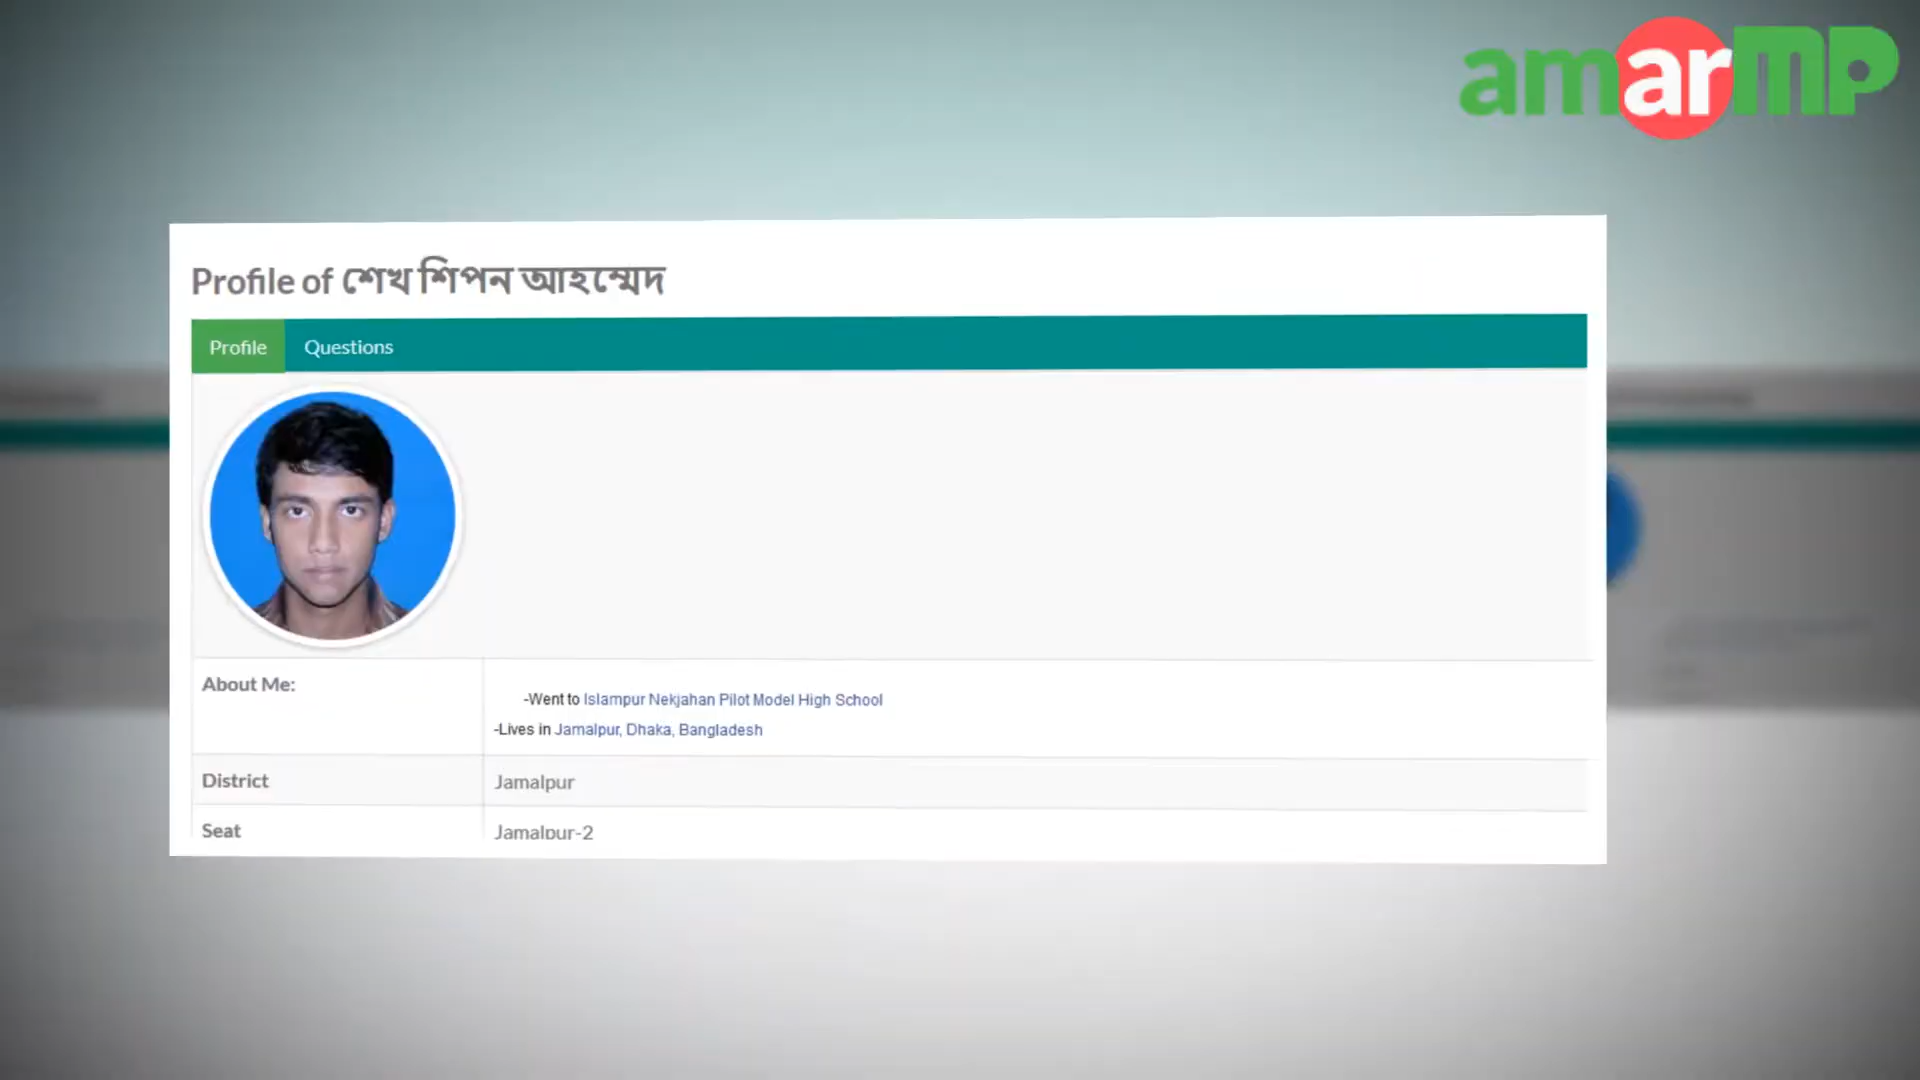 amarMP
Profile of শেখ শিপন আহম্মেদ
Profile Questions
About Me:
-Went to Islampur Nekjahan Pilot Model High School
-Lives in Jamalpur, Dhaka, Bangladesh
District Jamalpur
Seat Jamalpur-2